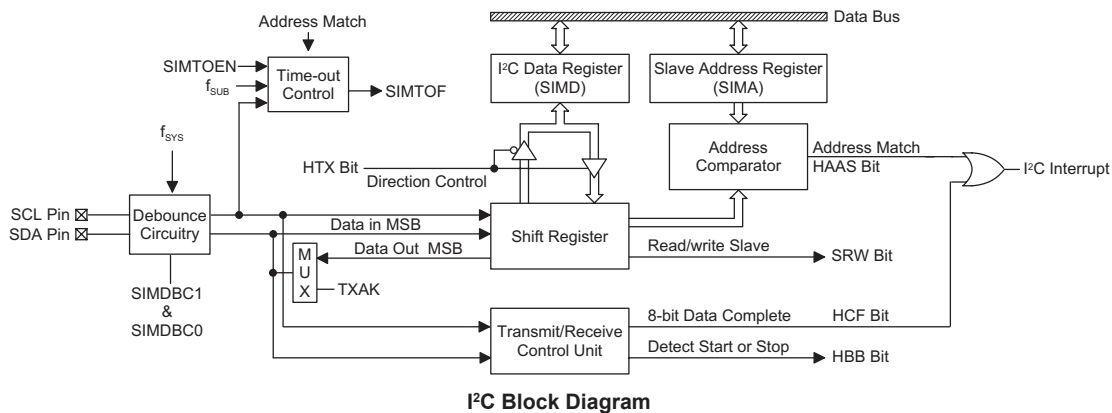 Data Bus
Address Match
SIMTOEN
fSUB
Time-out
Control
SIMTOF
I²C Data Register
(SIMD)
Slave Address Register
(SIMA)
fSYS
HTX Bit
Direction Control
Address
Comparator
Address Match
HAAS Bit
I²C Interrupt
SCL Pin
SDA Pin
Debounce
Circuitry
Data in MSB
Shift Register
Data Out MSB
M
U
X
TXAK
Read/write Slave
SRW Bit
SIMDBC1
&
SIMDBC0
Transmit/Receive
Control Unit
8-bit Data Complete
HCF Bit
Detect Start or Stop
HBB Bit
I²C Block Diagram